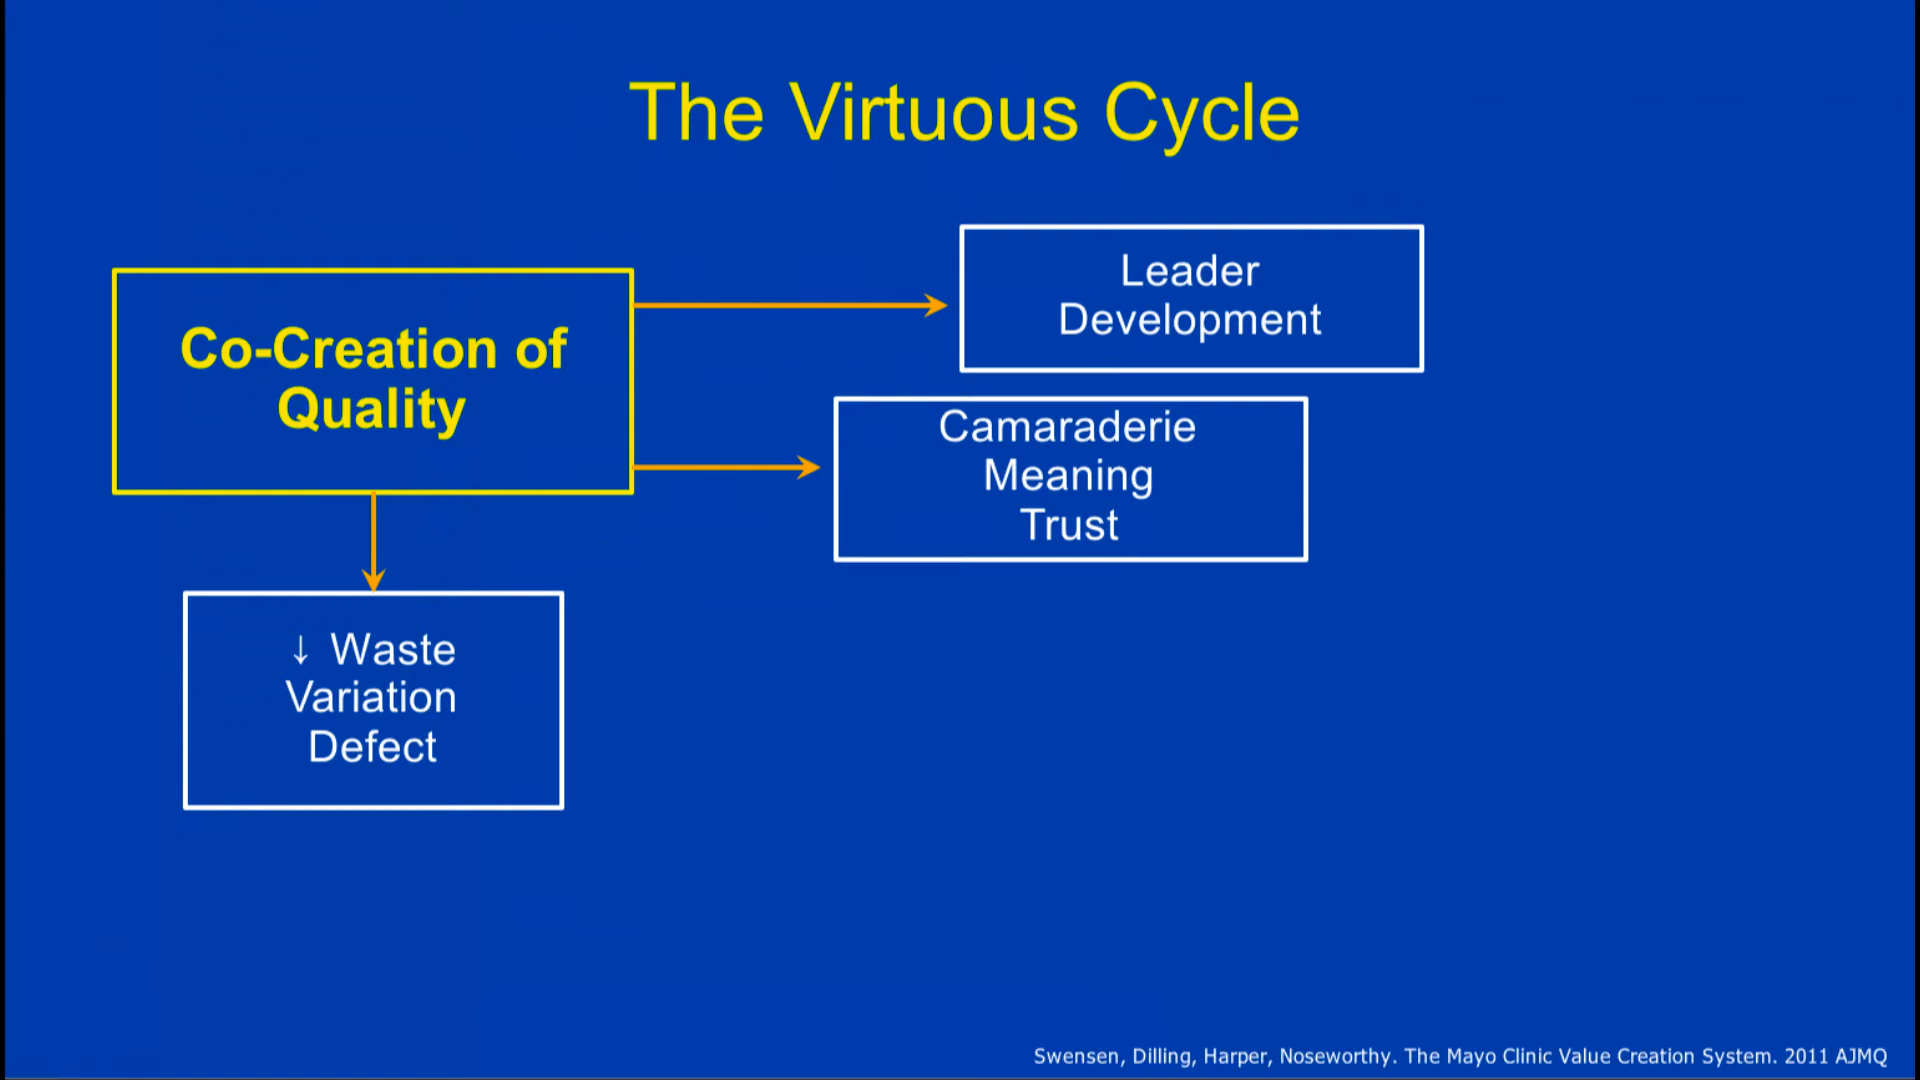 The Virtuous Cycle
Co-Creation of
Quality
Leader
Development
Camaraderie
Meaning
Trust
↓ Waste
Variation
Defect
Swensen, Dilling, Harper, Noseworthy. The Mayo Clinic Value Creation System. 2011 AJMQ